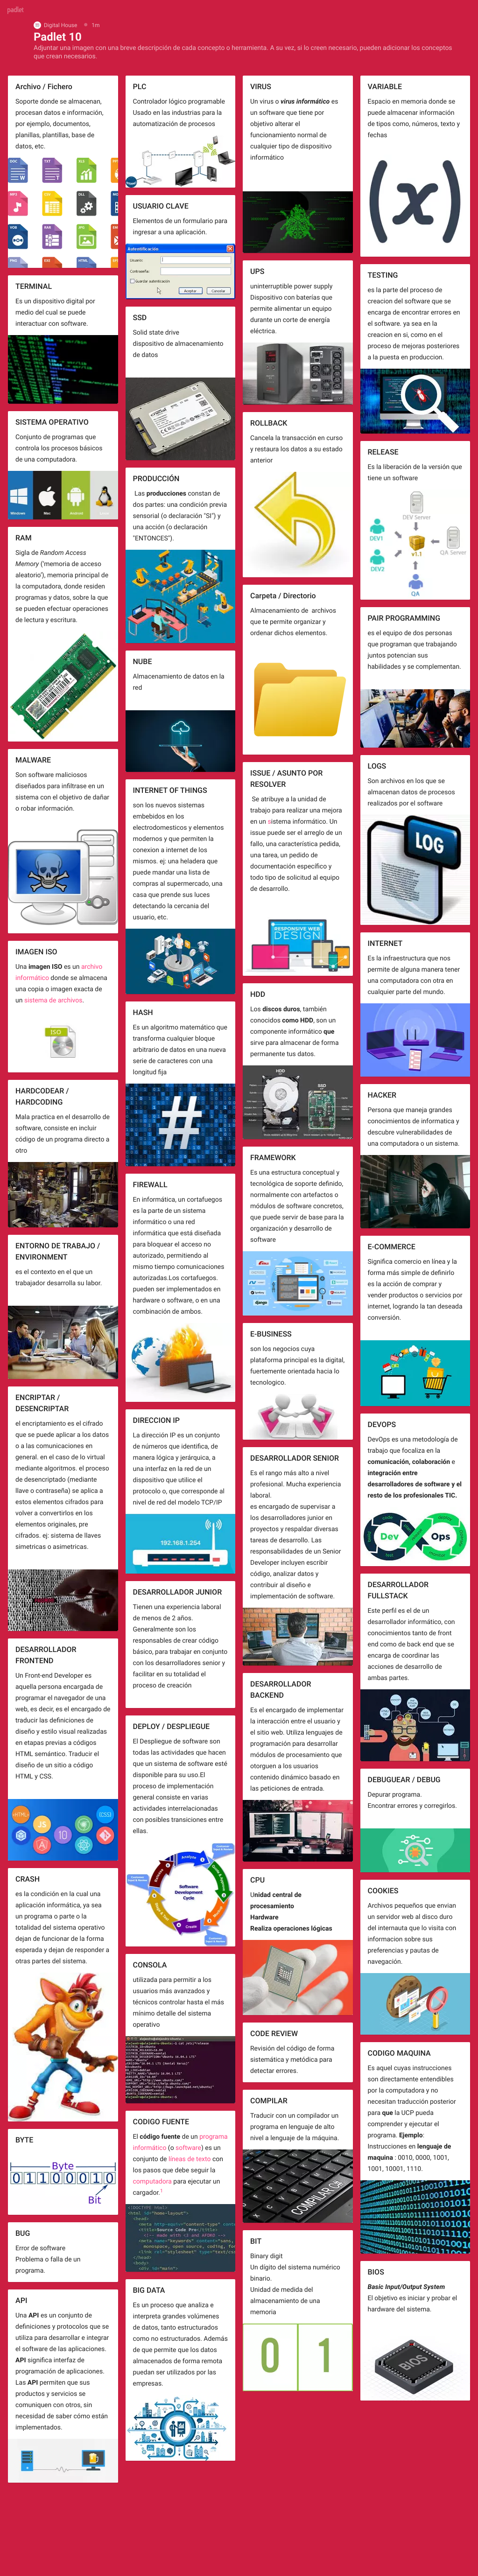 padlet
Digital House   1m
Padlet 10
Adjuntar una imagen con una breve descripción de cada concepto o herramienta. A su vez, si lo creen necesario, pueden adicionar los conceptos
que crean necesarios.
Archivo / Fichero
Soporte donde se almacenan,
procesan datos e información,
por ejemplo, documentos,
planillas, plantillas, base de
datos, etc.
TERMINAL
Es un dispositivo digital por
medio del cual se puede
interactuar con software.
SISTEMA OPERATIVO
Conjunto de programas que
controla los procesos básicos
de una computadora.
Windows
Mac
Android
RAM
Sigla de Random Access
Memory ('memoria de acceso
aleatorio'), memoria principal de
la computadora, donde residen
programas y datos, sobre la que
se pueden efectuar operaciones
de lectura y escritura.
MALWARE
Son software maliciosos
diseñados para infiltrase en un
sistema con el objetivo de dañar
o robar información.
IMAGEN ISO
Una imagen ISO es un archivo
informático donde se almacena
una copia o imagen exacta de
un sistema de archivos.
ISO
HARDCODEAR /
HARDCODING
Mala practica en el desarrollo de
software, consiste en incluir
código de un programa directo a
otro
ENTORNO DE TRABAJO /
ENVIRONMENT
es el contexto en el que un
trabajador desarrolla su labor.
ENCRIPTAR /
DESENCRIPTAR
el encriptamiento es el cifrado
que se puede aplicar a los datos
o a las comunicaciones en
general. en el caso de lo virtual
mediante algoritmos. el proceso
de desencriptado (mediante
llave o contraseña) se aplica a
estos elementos cifrados para
volver a convertirlos en los
elementos originales, pre
cifrados. ej: sistema de llaves
simetricas o asimetricas.
DESARROLLADOR
FRONTEND
Un Front-end Developer es
aquella persona encargada de
programar el navegador de una
web, es decir, es el encargado de
traducir las definiciones de
diseño y estilo visual realizadas
en etapas previas a códigos
HTML semántico. Traducir el
diseño de un sitio a código
HTML y CSS.
CRASH
es la condición en la cual una
aplicación informática, ya sea
un programa o parte o la
totalidad del sistema operativo
dejan de funcionar de la forma
esperada y dejan de responder a
otras partes del sistema.
BYTE
Byte
01100010
Bit
BUG
Error de software
Problema o falla de un
programa.
API
Una API es un conjunto de
definiciones y protocolos que se
utiliza para desarrollar e integrar
el software de las aplicaciones.
API significa interfaz de
programación de aplicaciones.
Las API permiten que sus
productos y servicios se
comuniquen con otros, sin
necesidad de saber cómo están
implementados.
PLC
Controlador lógico programable
Usado en las industrias para la
automatización de procesos
USUARIO CLAVE
Elementos de un formulario para
ingresar a una aplicación.
Autentificación
Usuario:
Contraseña:
Guardar autenticación
Aceptar
Cancelar
SSD
Solid state drive
dispositivo de almacenamiento
de datos
PRODUCCIÓN
Las producciones constan de
dos partes: una condición previa
sensorial (o declaración "SI") y
una acción (o declaración
"ENTONCES").
NUBE
Almacenamiento de datos en la
red
INTERNET OF THINGS
son los nuevos sistemas
embebidos en los
electrodomesticos y elementos
modernos y que permiten la
conexion a internet de los
mismos. ej: una heladera que
puede mandar una lista de
compras al supermercado, una
casa que prende sus luces
detectando la cercania del
usuario, etc.
HASH
Es un algoritmo matemático que
transforma cualquier bloque
arbitrario de datos en una nueva
serie de caracteres con una
longitud fija
#
FIREWALL
En informática, un cortafuegos
es la parte de un sistema
informático o una red
informática que está diseñada
para bloquear el acceso no
autorizado, permitiendo al
mismo tiempo comunicaciones
autorizadas.Los cortafuegos.
pueden ser implementados en
hardware o software, o en una
combinación de ambos.
DIRECCION IP
La dirección IP es un conjunto
de números que identifica, de
manera lógica y jerárquica, a
una interfaz en la red de un
dispositivo que utilice el
protocolo o, que corresponde al
nivel de red del modelo TCP/IP
192.168.1.254
DESARROLLADOR JUNIOR
Tienen una experiencia laboral
de menos de 2 años.
Generalmente son los
responsables de crear código
básico, para trabajar en conjunto
con los desarrolladores senior y
facilitar en su totalidad el
proceso de creación
DEPLOY / DESPLIEGUE
El Despliegue de software son
todas las actividades que hacen
que un sistema de software esté
disponible para su uso.El
proceso de implementación
general consiste en varias
actividades interrelacionadas
con posibles transiciones entre
ellas.
Software
Development
Cycle
CONSOLA
utilizada para permitir a los
usuarios más avanzados y
técnicos controlar hasta el más
mínimo detalle del sistema
operativo
CODIGO FUENTE
El código fuente de un programa
informático (o software) es un
conjunto de líneas de texto con
los pasos que debe seguir la
computadora para ejecutar un
cargador.1
BIG DATA
Es un proceso que analiza e
interpreta grandes volúmenes
de datos, tanto estructurados
como no estructurados. Además
de que permite que los datos
almacenados de forma remota
puedan ser utilizados por las
empresas.
VIRUS
Un virus o virus informático es
un software que tiene por
objetivo alterar el
funcionamiento normal de
cualquier tipo de dispositivo
informático
UPS
uninterruptible power supply
Dispositivo con baterías que
permite alimentar un equipo
durante un corte de energía
eléctrica.
ROLLBACK
Cancela la transacción en curso
y restaura los datos a su estado
anterior
Carpeta / Directorio
Almacenamiento de  archivos
que te permite organizar y
ordenar dichos elementos.
ISSUE / ASUNTO POR
RESOLVER
Se atribuye a la unidad de
trabajo para realizar una mejora
en un sistema informático. Un
issue puede ser el arreglo de un
fallo, una característica pedida,
una tarea, un pedido de
documentación específico y
todo tipo de solicitud al equipo
de desarrollo.
RESPONSIVE WEB
DESIGN
HDD
Los discos duros, también
conocidos como HDD, son un
componente informático que
sirve para almacenar de forma
permanente tus datos.
HDD
SSD
FRAMEWORK
Es una estructura conceptual y
tecnológica de soporte definido,
normalmente con artefactos o
módulos de software concretos,
que puede servir de base para la
organización y desarrollo de
software
E-BUSINESS
son los negocios cuya
plataforma principal es la digital,
fuertemente orientada hacia lo
tecnologico.
DESARROLLADOR SENIOR
Es el rango más alto a nivel
profesional. Mucha experiencia
laboral.
es encargado de supervisar a
los desarrolladores junior en
proyectos y respaldar diversas
tareas de desarrollo. Las
responsabilidades de un Senior
Developer incluyen escribir
código, analizar datos y
contribuir al diseño e
implementación de software.
DESARROLLADOR
BACKEND
Es el encargado de implementar
la interacción entre el usuario y
el sitio web. Utiliza lenguajes de
programación para desarrollar
módulos de procesamiento que
otorguen a los usuarios
contenido dinámico basado en
las peticiones de entrada.
CPU
Unidad central de
procesamiento
Hardware
Realiza operaciones lógicas
CODE REVIEW
Revisión del código de forma
sistemática y metódica para
detectar errores.
COMPILAR
Traducir con un compilador un
programa en lenguaje de alto
nivel a lenguaje de la máquina.
COMPILER
BIT
Binary digit
Un dígito del sistema numérico
binario.
Unidad de medida del
almacenamiento de una
memoria
0 1
VARIABLE
Espacio en memoria donde se
puede almacenar información
de tipos como, números, texto y
fechas
(x)
TESTING
es la parte del proceso de
creacion del software que se
encarga de encontrar errores en
el software. ya sea en la
creacion en si, como en el
proceso de mejoras posteriores
a la puesta en produccion.
RELEASE
Es la liberación de la versión que
tiene un software
DEV Server
DEV1
v1.1
QA Server
DEV2
QA
PAIR PROGRAMMING
es el equipo de dos personas
que programan que trabajando
juntos potencian sus
habilidades y se complementan.
LOGS
Son archivos en los que se
almacenan datos de procesos
realizados por el software
LOG
INTERNET
Es la infraestructura que nos
permite de alguna manera tener
una computadora con otra en
cualquier parte del mundo.
HACKER
Persona que maneja grandes
conocimientos de informatica y
descubre vulnerabilidades de
una computadora o un sistema.
E-COMMERCE
Significa comercio en línea y la
forma más simple de definirlo
es la acción de comprar y
vender productos o servicios por
internet, logrando la tan deseada
conversión.
DEVOPS
DevOps es una metodología de
trabajo que focaliza en la
comunicación, colaboración e
integración entre
desarrolladores de software y el
resto de los profesionales TIC.
Dev Ops
DESARROLLADOR
FULLSTACK
Este perfil es el de un
desarrollador informático, con
conocimientos tanto de front
end como de back end que se
encarga de coordinar las
acciones de desarrollo de
ambas partes.
DEBUGUEAR / DEBUG
Depurar programa.
Encontrar errores y corregirlos.
COOKIES
Archivos pequeños que envian
un servidor web al disco duro
del internauta que lo visita con
informacion sobre sus
preferencias y pautas de
navegación.
CODIGO MAQUINA
Es aquel cuyas instrucciones
son directamente entendibles
por la computadora y no
necesitan traducción posterior
para que la UCP pueda
comprender y ejecutar el
programa. Ejemplo:
Instrucciones en lenguaje de
maquina : 0010, 0000, 1001,
1001, 10001, 1110.
BIOS
Basic Input/Output System
El objetivo es iniciar y probar el
hardware del sistema.
BIOS